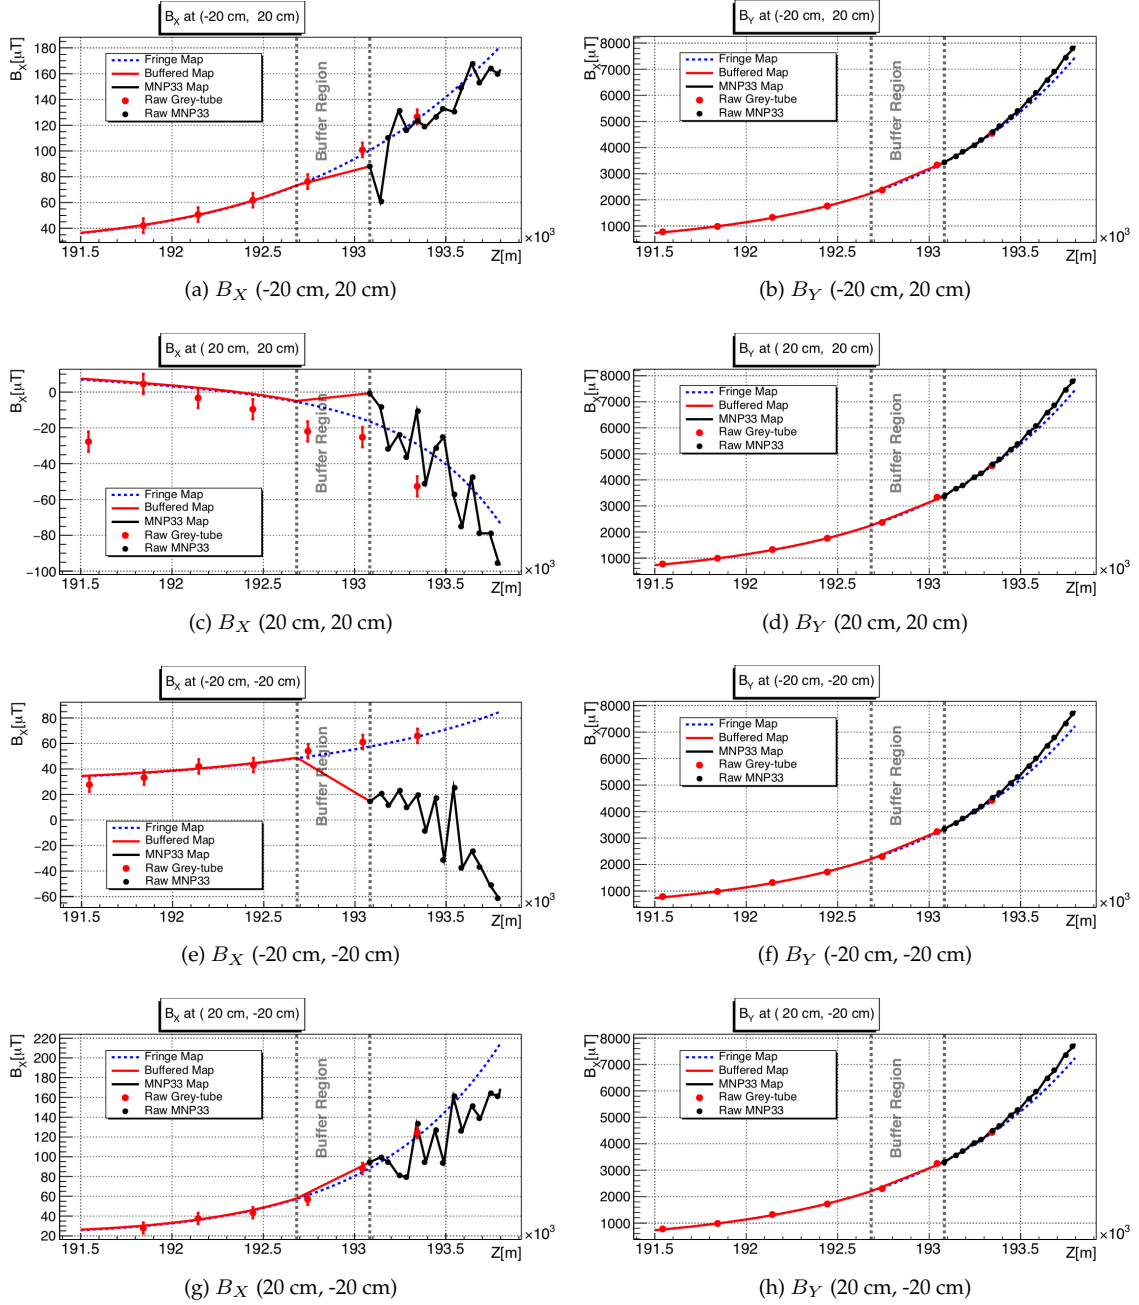 B_X at (-20 cm, 20 cm)
B_X[μT]
180
160
140
120
100
80
60
40
Fringe Map
Buffered Map
MNP33 Map
Raw Grey-tube
Raw MNP33
Buffer Region
191.5 192 192.5 193 193.5
×10³
Z[m]
(a) B_X (-20 cm, 20 cm)
B_Y at (-20 cm, 20 cm)
B_X[μT]
8000
7000
6000
5000
4000
3000
2000
1000
Fringe Map
Buffered Map
MNP33 Map
Raw Grey-tube
Raw MNP33
Buffer Region
191.5 192 192.5 193 193.5
×10³
Z[m]
(b) B_Y (-20 cm, 20 cm)
B_X at ( 20 cm, 20 cm)
B_X[μT]
0
−20
−40
−60
−80
−100
Buffer Region
Fringe Map
Buffered Map
MNP33 Map
Raw Grey-tube
Raw MNP33
191.5 192 192.5 193 193.5
×10³
Z[m]
(c) B_X (20 cm, 20 cm)
B_Y at ( 20 cm, 20 cm)
B_X[μT]
8000
7000
6000
5000
4000
3000
2000
1000
Fringe Map
Buffered Map
MNP33 Map
Raw Grey-tube
Raw MNP33
Buffer Region
191.5 192 192.5 193 193.5
×10³
Z[m]
(d) B_Y (20 cm, 20 cm)
B_X at (-20 cm, -20 cm)
B_X[μT]
80
60
40
20
0
−20
−40
−60
Buffer Region
Fringe Map
Buffered Map
MNP33 Map
Raw Grey-tube
Raw MNP33
191.5 192 192.5 193 193.5
×10³
Z[m]
(e) B_X (-20 cm, -20 cm)
B_Y at (-20 cm, -20 cm)
B_X[μT]
8000
7000
6000
5000
4000
3000
2000
1000
Fringe Map
Buffered Map
MNP33 Map
Raw Grey-tube
Raw MNP33
Buffer Region
191.5 192 192.5 193 193.5
×10³
Z[m]
(f) B_Y (-20 cm, -20 cm)
B_X at ( 20 cm, -20 cm)
B_X[μT]
220
200
180
160
140
120
100
80
60
40
20
Fringe Map
Buffered Map
MNP33 Map
Raw Grey-tube
Raw MNP33
Buffer Region
191.5 192 192.5 193 193.5
×10³
Z[m]
(g) B_X (20 cm, -20 cm)
B_Y at ( 20 cm, -20 cm)
B_X[μT]
8000
7000
6000
5000
4000
3000
2000
1000
Fringe Map
Buffered Map
MNP33 Map
Raw Grey-tube
Raw MNP33
Buffer Region
191.5 192 192.5 193 193.5
×10³
Z[m]
(h) B_Y (20 cm, -20 cm)